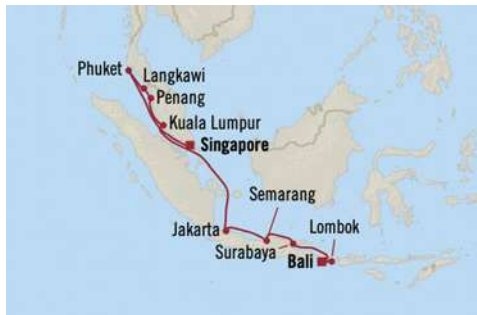 Phuket
Langkawi
Penang
Kuala Lumpur
Singapore
Semarang
Jakarta
Lombok
Surabaya
Bali